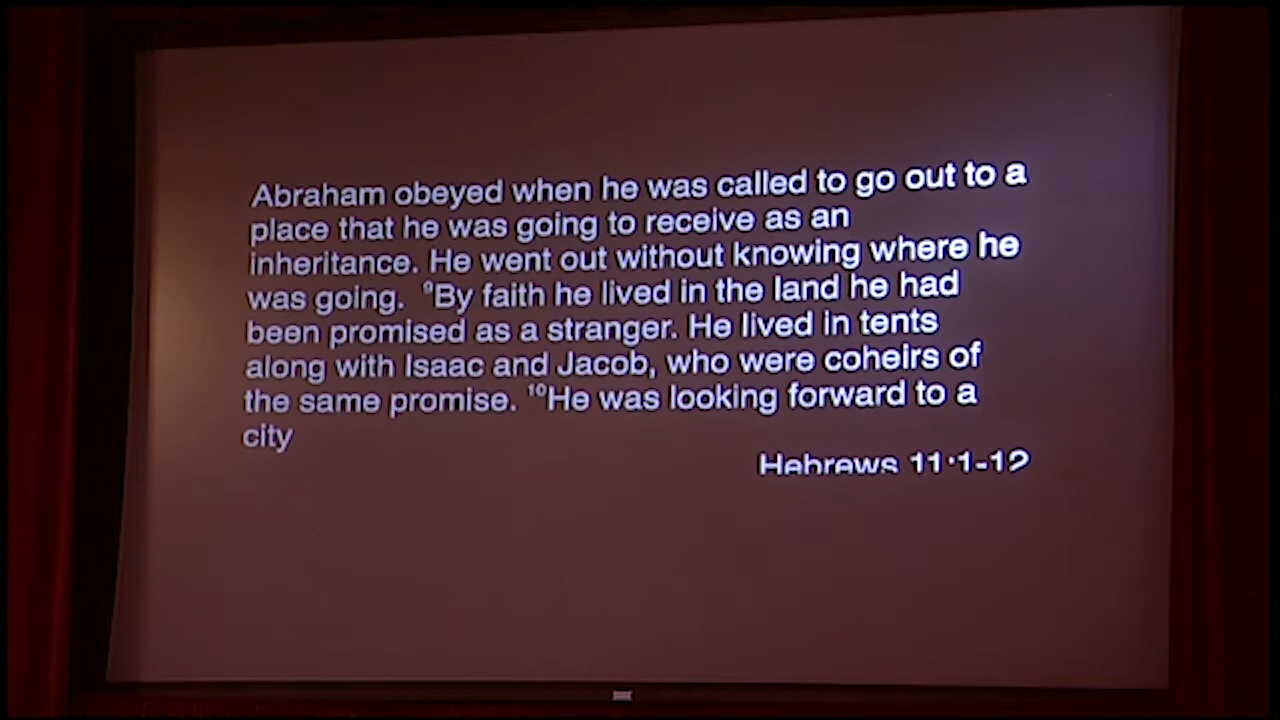 Abraham obeyed when he was called to go out to a
place that he was going to receive as an
inheritance. He went out without knowing where he
was going. ⁹By faith he lived in the land he had
been promised as a stranger. He lived in tents
along with Isaac and Jacob, who were coheirs of
the same promise. ¹⁰He was looking forward to a
city
Hebrews 11:1-12